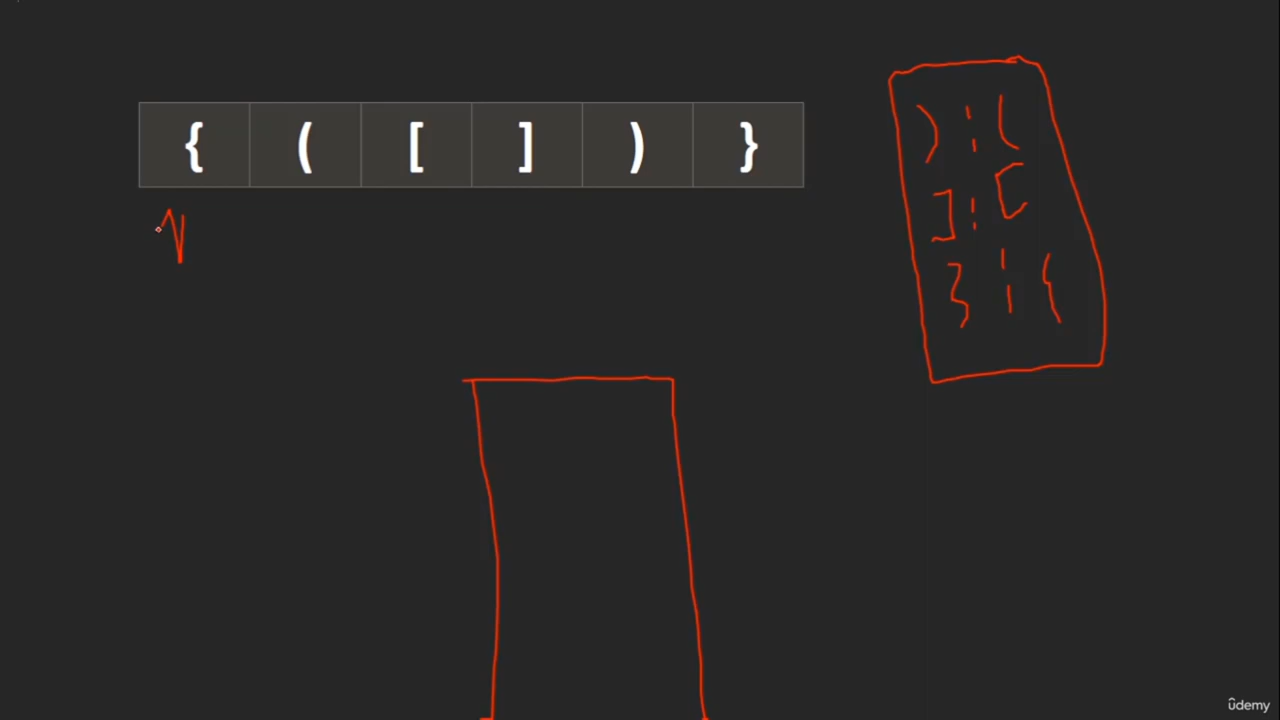 { ( [ ] ) }
) : (
] : [
} : {
ûdemy